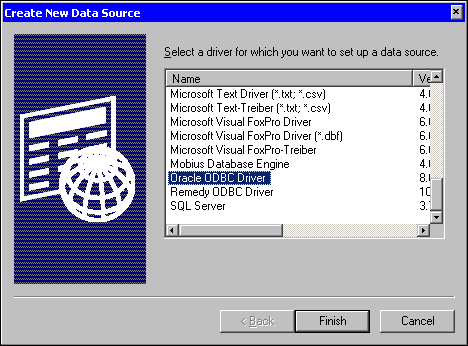 Create New Data Source
Select a driver for which you want to set up a data source.
Name Ve
Microsoft Text Driver (*.txt; *.csv) 4.0
Microsoft Text-Treiber (*.txt; *.csv) 4.0
Microsoft Visual FoxPro Driver 6.0
Microsoft Visual FoxPro Driver (*.dbf) 6.0
Microsoft Visual FoxPro-Treiber 6.0
Mobius Database Engine 4.0
Oracle ODBC Driver 8.0
Remedy ODBC Driver 10
SQL Server 3.
< Back Finish Cancel